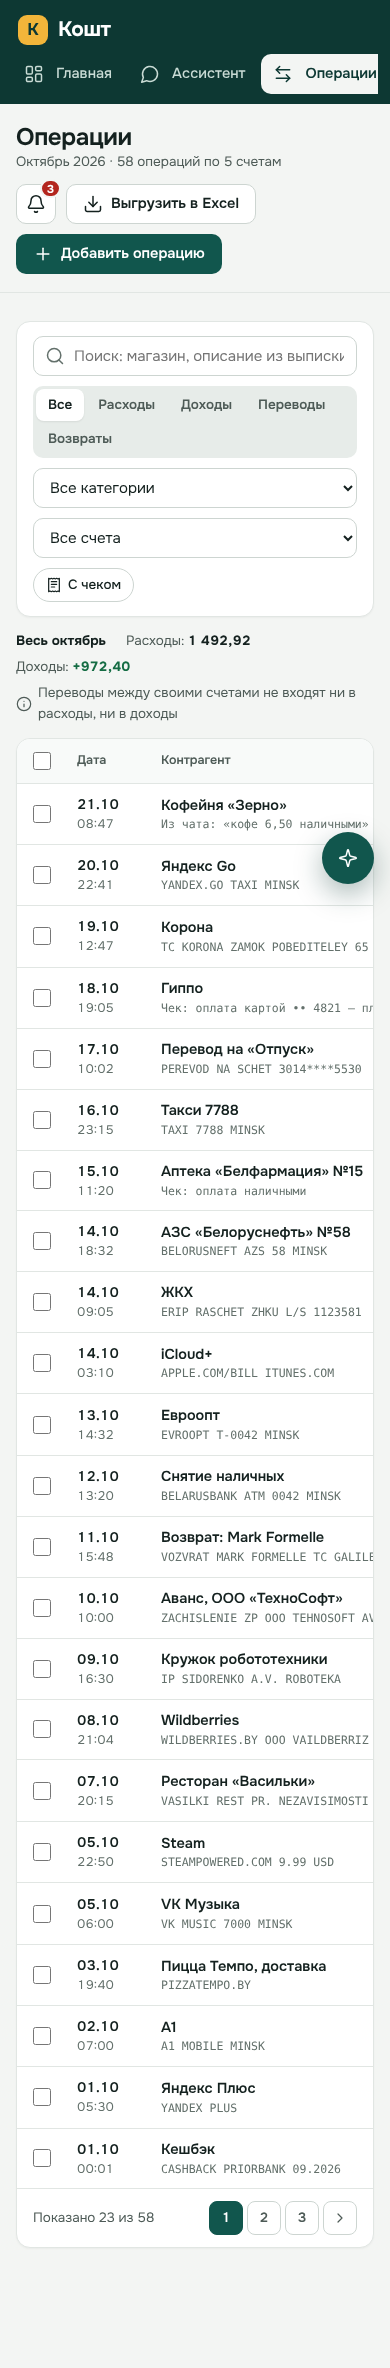 К Кошт
Главная Ассистент Операции
Операции
Октябрь 2026 · 58 операций по 5 счетам
3 Выгрузить в Excel
Добавить операцию
Поиск: магазин, описание из выписки
Все Расходы Доходы Переводы
Возвраты
Все категории
Все счета
С чеком
Весь октябрь Расходы: 1 492,92
Доходы: +972,40
Переводы между своими счетами не входят ни в
расходы, ни в доходы
Дата Контрагент
21.10 Кофейня «Зерно»
08:47 Из чата: «кофе 6,50 наличными»
20.10 Яндекс Go
22:41 YANDEX.GO TAXI MINSK
19.10 Корона
12:47 TC KORONA ZAMOK POBEDITELEY 65
18.10 Гиппо
19:05 Чек: оплата картой •• 4821 — пл
17.10 Перевод на «Отпуск»
10:02 PEREVOD NA SCHET 3014****5530
16.10 Такси 7788
23:15 TAXI 7788 MINSK
15.10 Аптека «Белфармация» №15
11:20 Чек: оплата наличными
14.10 АЗС «Белоруснефть» №58
18:32 BELORUSNEFT AZS 58 MINSK
14.10 ЖКХ
09:05 ERIP RASCHET ZHKU L/S 1123581
14.10 iCloud+
03:10 APPLE.COM/BILL ITUNES.COM
13.10 Евроопт
14:32 EVROOPT T-0042 MINSK
12.10 Снятие наличных
13:20 BELARUSBANK ATM 0042 MINSK
11.10 Возврат: Mark Formelle
15:48 VOZVRAT MARK FORMELLE TC GALILE
10.10 Аванс, ООО «ТехноСофт»
10:00 ZACHISLENIE ZP OOO TEHNOSOFT AV
09.10 Кружок робототехники
16:30 IP SIDORENKO A.V. ROBOTEKA
08.10 Wildberries
21:04 WILDBERRIES.BY OOO VAILDBERRIZ
07.10 Ресторан «Васильки»
20:15 VASILKI REST PR. NEZAVISIMOSTI
05.10 Steam
22:50 STEAMPOWERED.COM 9.99 USD
05.10 VK Музыка
06:00 VK MUSIC 7000 MINSK
03.10 Пицца Темпо, доставка
19:40 PIZZATEMPO.BY
02.10 А1
07:00 A1 MOBILE MINSK
01.10 Яндекс Плюс
05:30 YANDEX PLUS
01.10 Кешбэк
00:01 CASHBACK PRIORBANK 09.2026
Показано 23 из 58 1 2 3